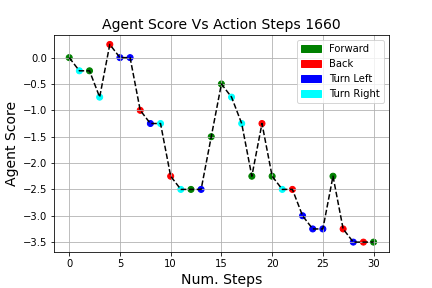 Agent Score Vs Action Steps 1660
Forward
Back
Turn Left
Turn Right
0.0
−0.5
−1.0
−1.5
−2.0
−2.5
−3.0
−3.5
Agent Score
0 5 10 15 20 25 30
Num. Steps